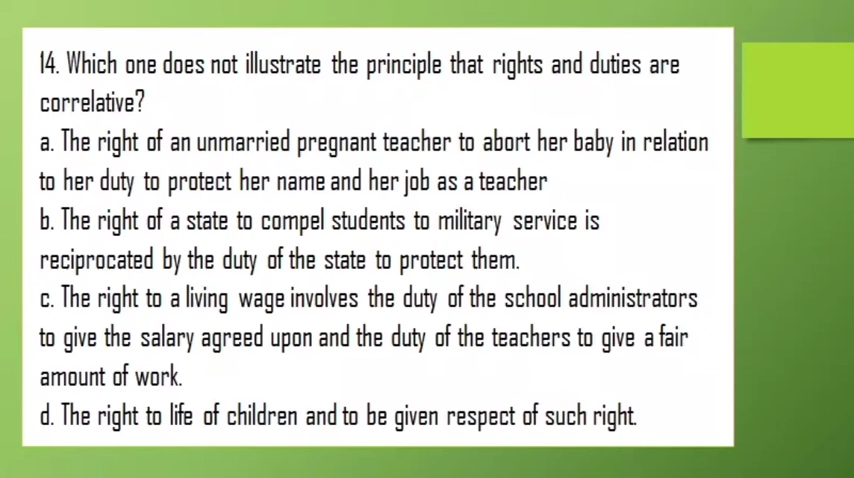 14. Which one does not illustrate the principle that rights and duties are
correlative?
a. The right of an unmarried pregnant teacher to abort her baby in relation
to her duty to protect her name and her job as a teacher
b. The right of a state to compel students to military service is
reciprocated by the duty of the state to protect them.
c. The right to a living wage involves the duty of the school administrators
to give the salary agreed upon and the duty of the teachers to give a fair
amount of work.
d. The right to life of children and to be given respect of such right.